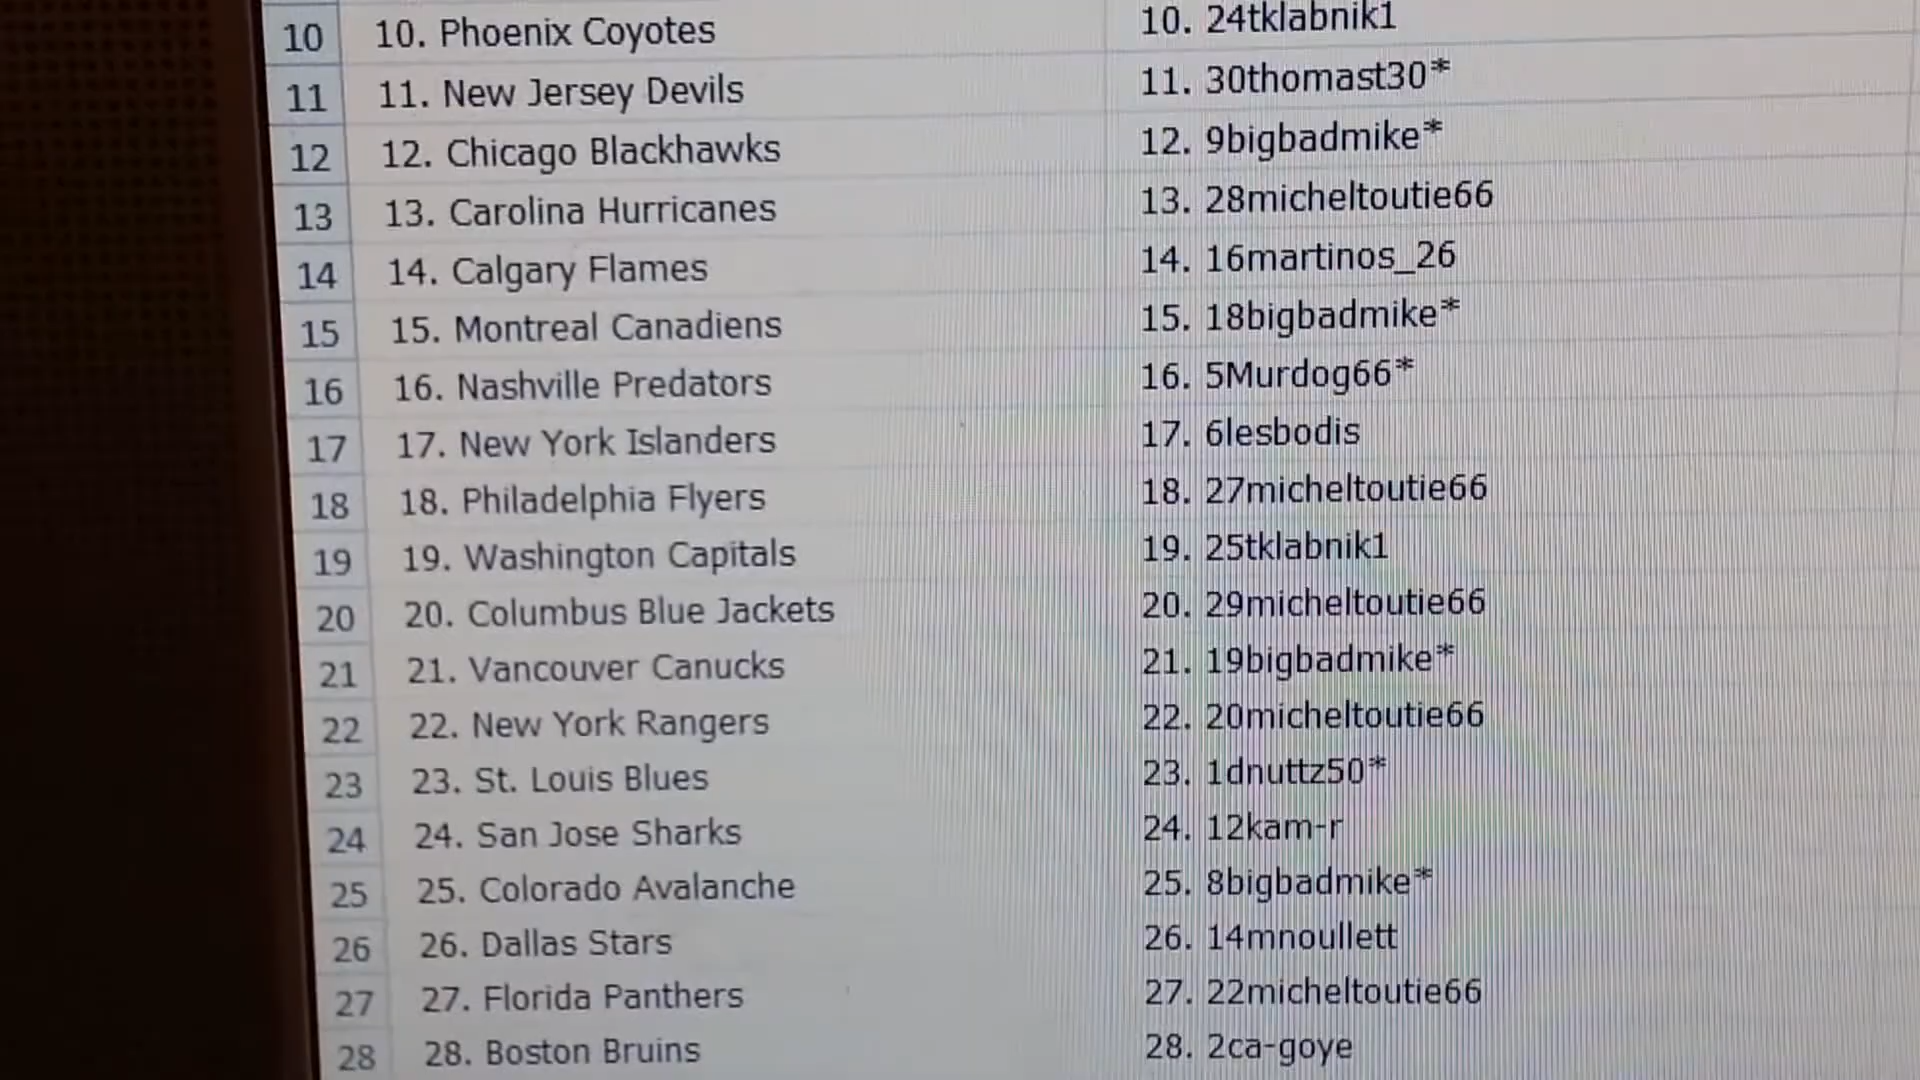 10 10. Phoenix Coyotes 10. 24tklabnik1
11 11. New Jersey Devils 11. 30thomast30*
12 12. Chicago Blackhawks 12. 9bigbadmike*
13 13. Carolina Hurricanes 13. 28micheltoutie66
14 14. Calgary Flames 14. 16martinos_26
15 15. Montreal Canadiens 15. 18bigbadmike*
16 16. Nashville Predators 16. 5Murdog66*
17 17. New York Islanders 17. 6lesbodis
18 18. Philadelphia Flyers 18. 27micheltoutie66
19 19. Washington Capitals 19. 25tklabnik1
20 20. Columbus Blue Jackets 20. 29micheltoutie66
21 21. Vancouver Canucks 21. 19bigbadmike*
22 22. New York Rangers 22. 20micheltoutie66
23 23. St. Louis Blues 23. 1dnuttz50*
24 24. San Jose Sharks 24. 12kam-r
25 25. Colorado Avalanche 25. 8bigbadmike*
26 26. Dallas Stars 26. 14mnoullett
27 27. Florida Panthers 27. 22micheltoutie66
28 28. Boston Bruins 28. 2ca-goye